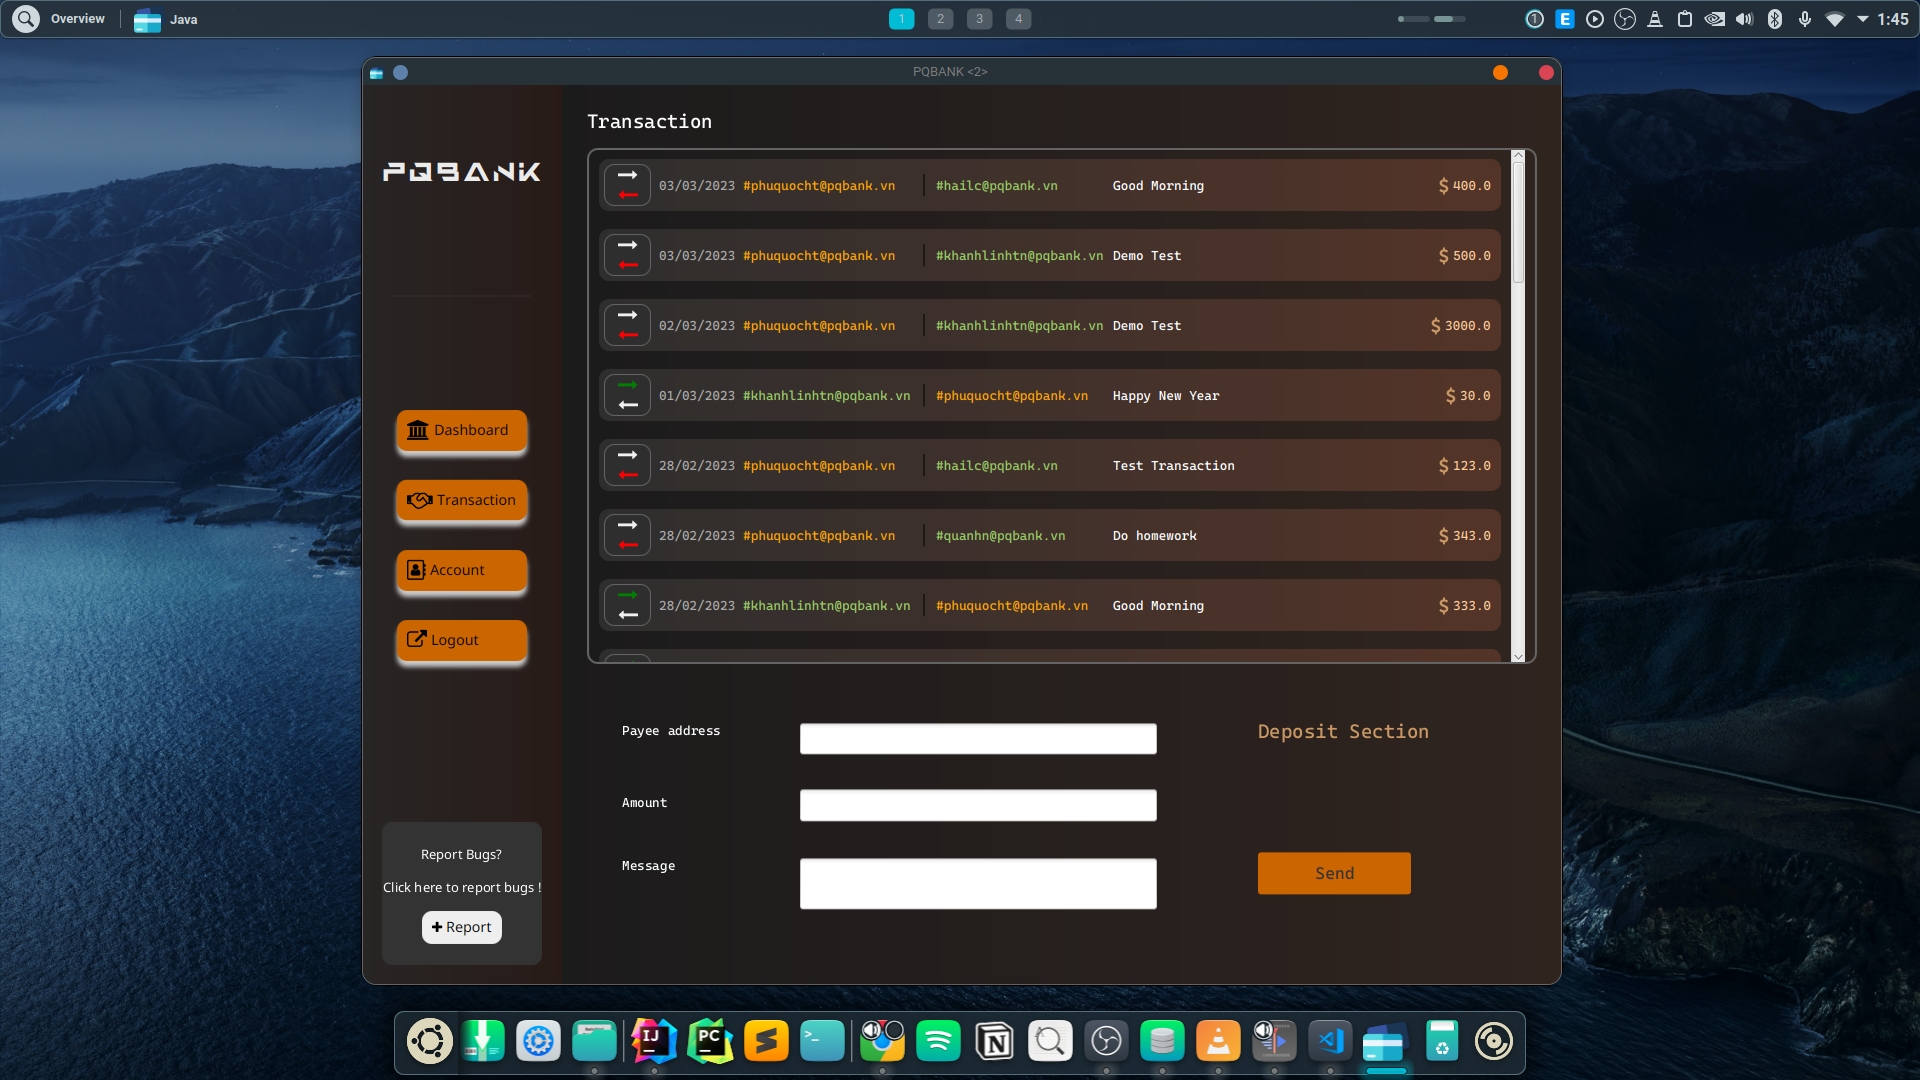 Overview
Java
1
2
3
4
1
E
1:45
PQBANK <2>
PQBANK
Transaction
03/03/2023 #phuquocht@pqbank.vn #hailc@pqbank.vn Good Morning $ 400.0
03/03/2023 #phuquocht@pqbank.vn #khanhlinhtn@pqbank.vn Demo Test $ 500.0
02/03/2023 #phuquocht@pqbank.vn #khanhlinhtn@pqbank.vn Demo Test $ 3000.0
01/03/2023 #khanhlinhtn@pqbank.vn #phuquocht@pqbank.vn Happy New Year $ 30.0
28/02/2023 #phuquocht@pqbank.vn #hailc@pqbank.vn Test Transaction $ 123.0
28/02/2023 #phuquocht@pqbank.vn #quanhn@pqbank.vn Do homework $ 343.0
28/02/2023 #khanhlinhtn@pqbank.vn #phuquocht@pqbank.vn Good Morning $ 333.0
Dashboard
Transaction
Account
Logout
Report Bugs?
Click here to report bugs !
Report
Payee address
Amount
Message
Deposit Section
Send
IJ
PC
>_
N